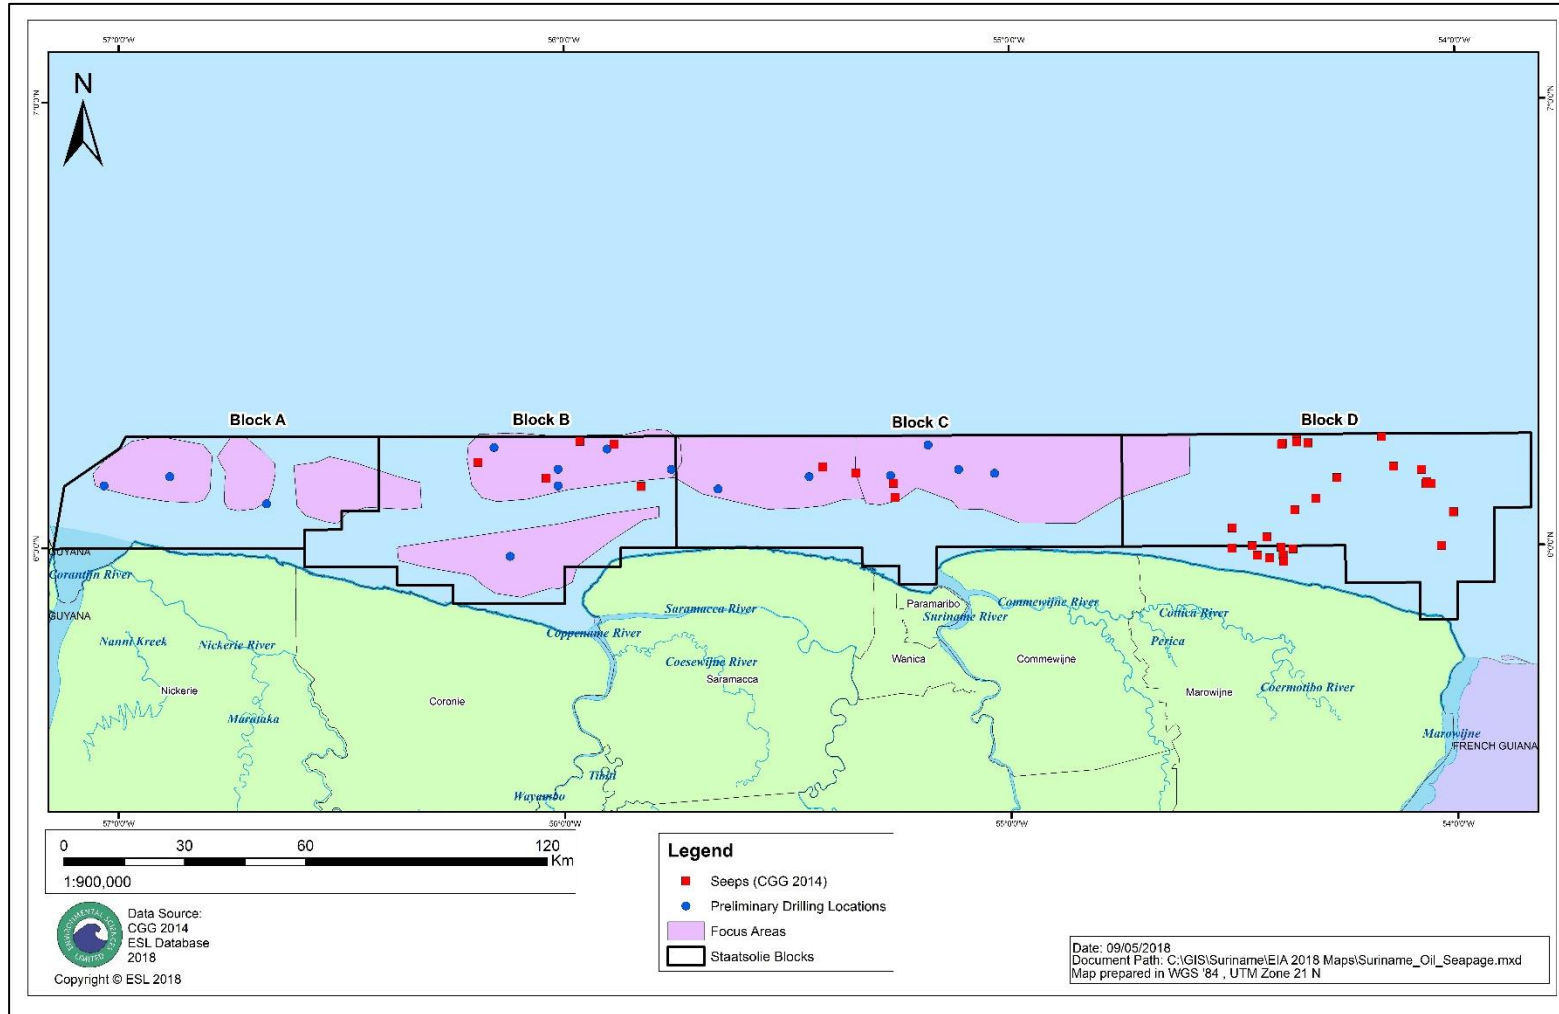 57°0'0"W 56°0'0"W 55°0'0"W 54°0'0"W
N
7°0'0"N 7°0'0"N
Block A Block B Block C Block D
6°0'0"N 6°0'0"N
GUYANA
Corantijn River
GUYANA
Nanni Kreek
Nickerie River
Nickerie
Marataka
Coronie
Coppename River
Saramacca River
Coesewijne River
Saramacca
Tibiti
Wayambo
Paramaribo
Suriname River
Wanica
Commewijne River
Commewijne
Cottica River
Perica
Marowijne
Coermotibo River
Marowijne
FRENCH GUIANA
57°0'0"W 56°0'0"W 55°0'0"W 54°0'0"W
0 30 60 120
Km
1:900,000
ENVIRONMENTAL SCIENCES
LIMITED
Data Source:
CGG 2014
ESL Database
2018
Copyright © ESL 2018
Legend
Seeps (CGG 2014)
Preliminary Drilling Locations
Focus Areas
Staatsolie Blocks
Date: 09/05/2018
Document Path: C:\GIS\Suriname\EIA 2018 Maps\Suriname_Oil_Seapage.mxd
Map prepared in WGS '84 , UTM Zone 21 N